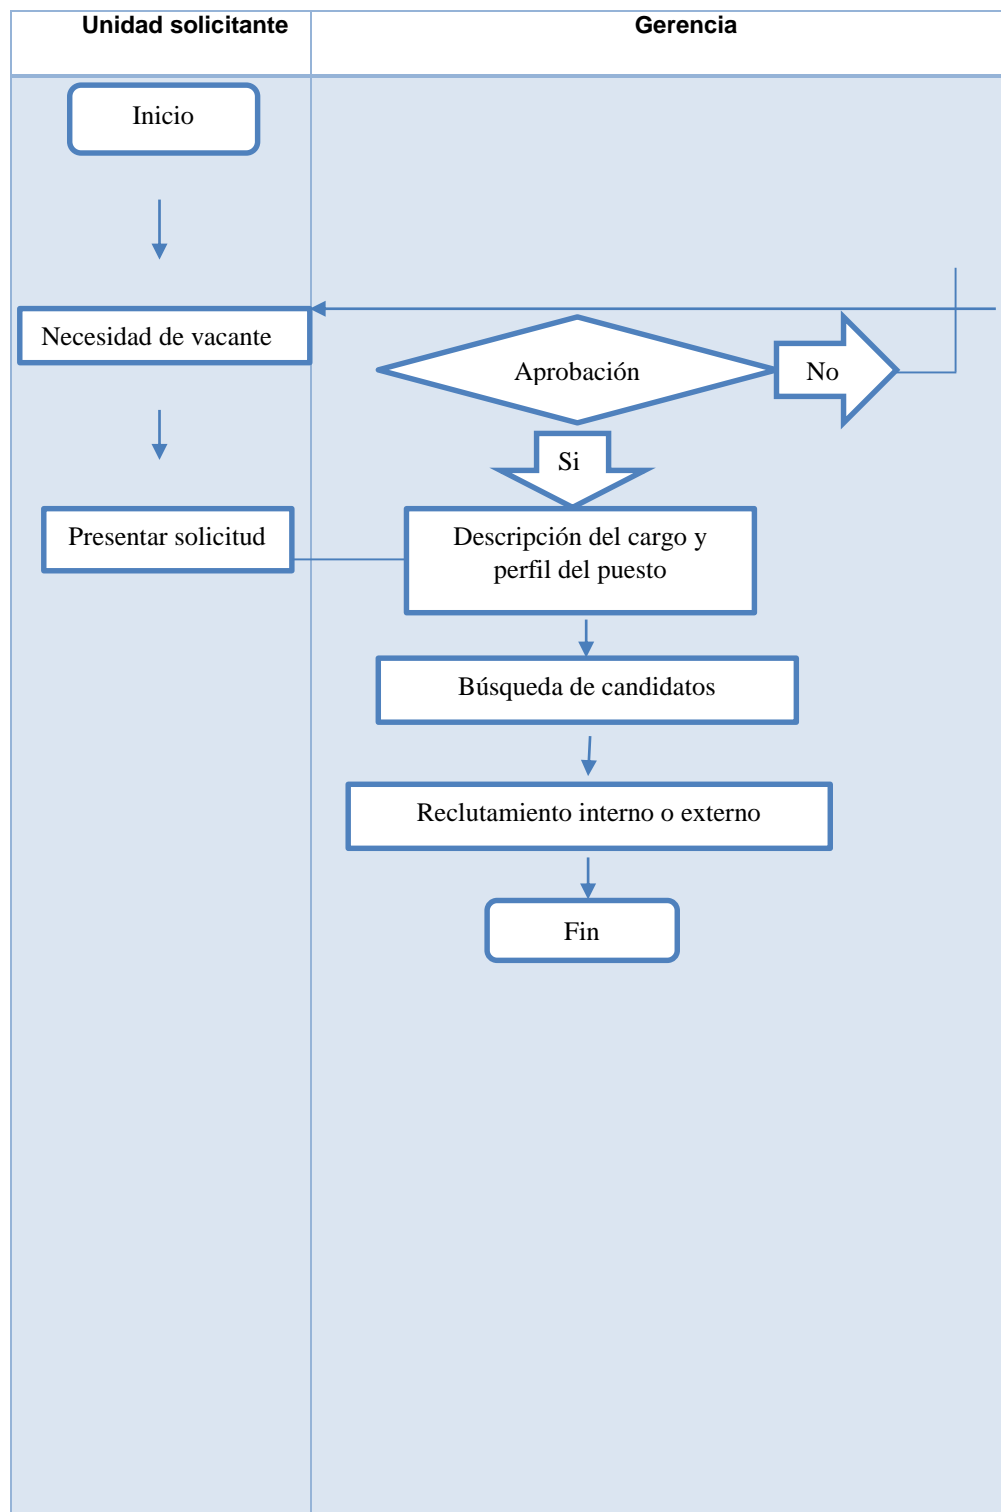 Unidad solicitante
Gerencia
Inicio
Necesidad de vacante
Aprobación
No
Si
Presentar solicitud
Descripción del cargo y
perfil del puesto
Búsqueda de candidatos
Reclutamiento interno o externo
Fin